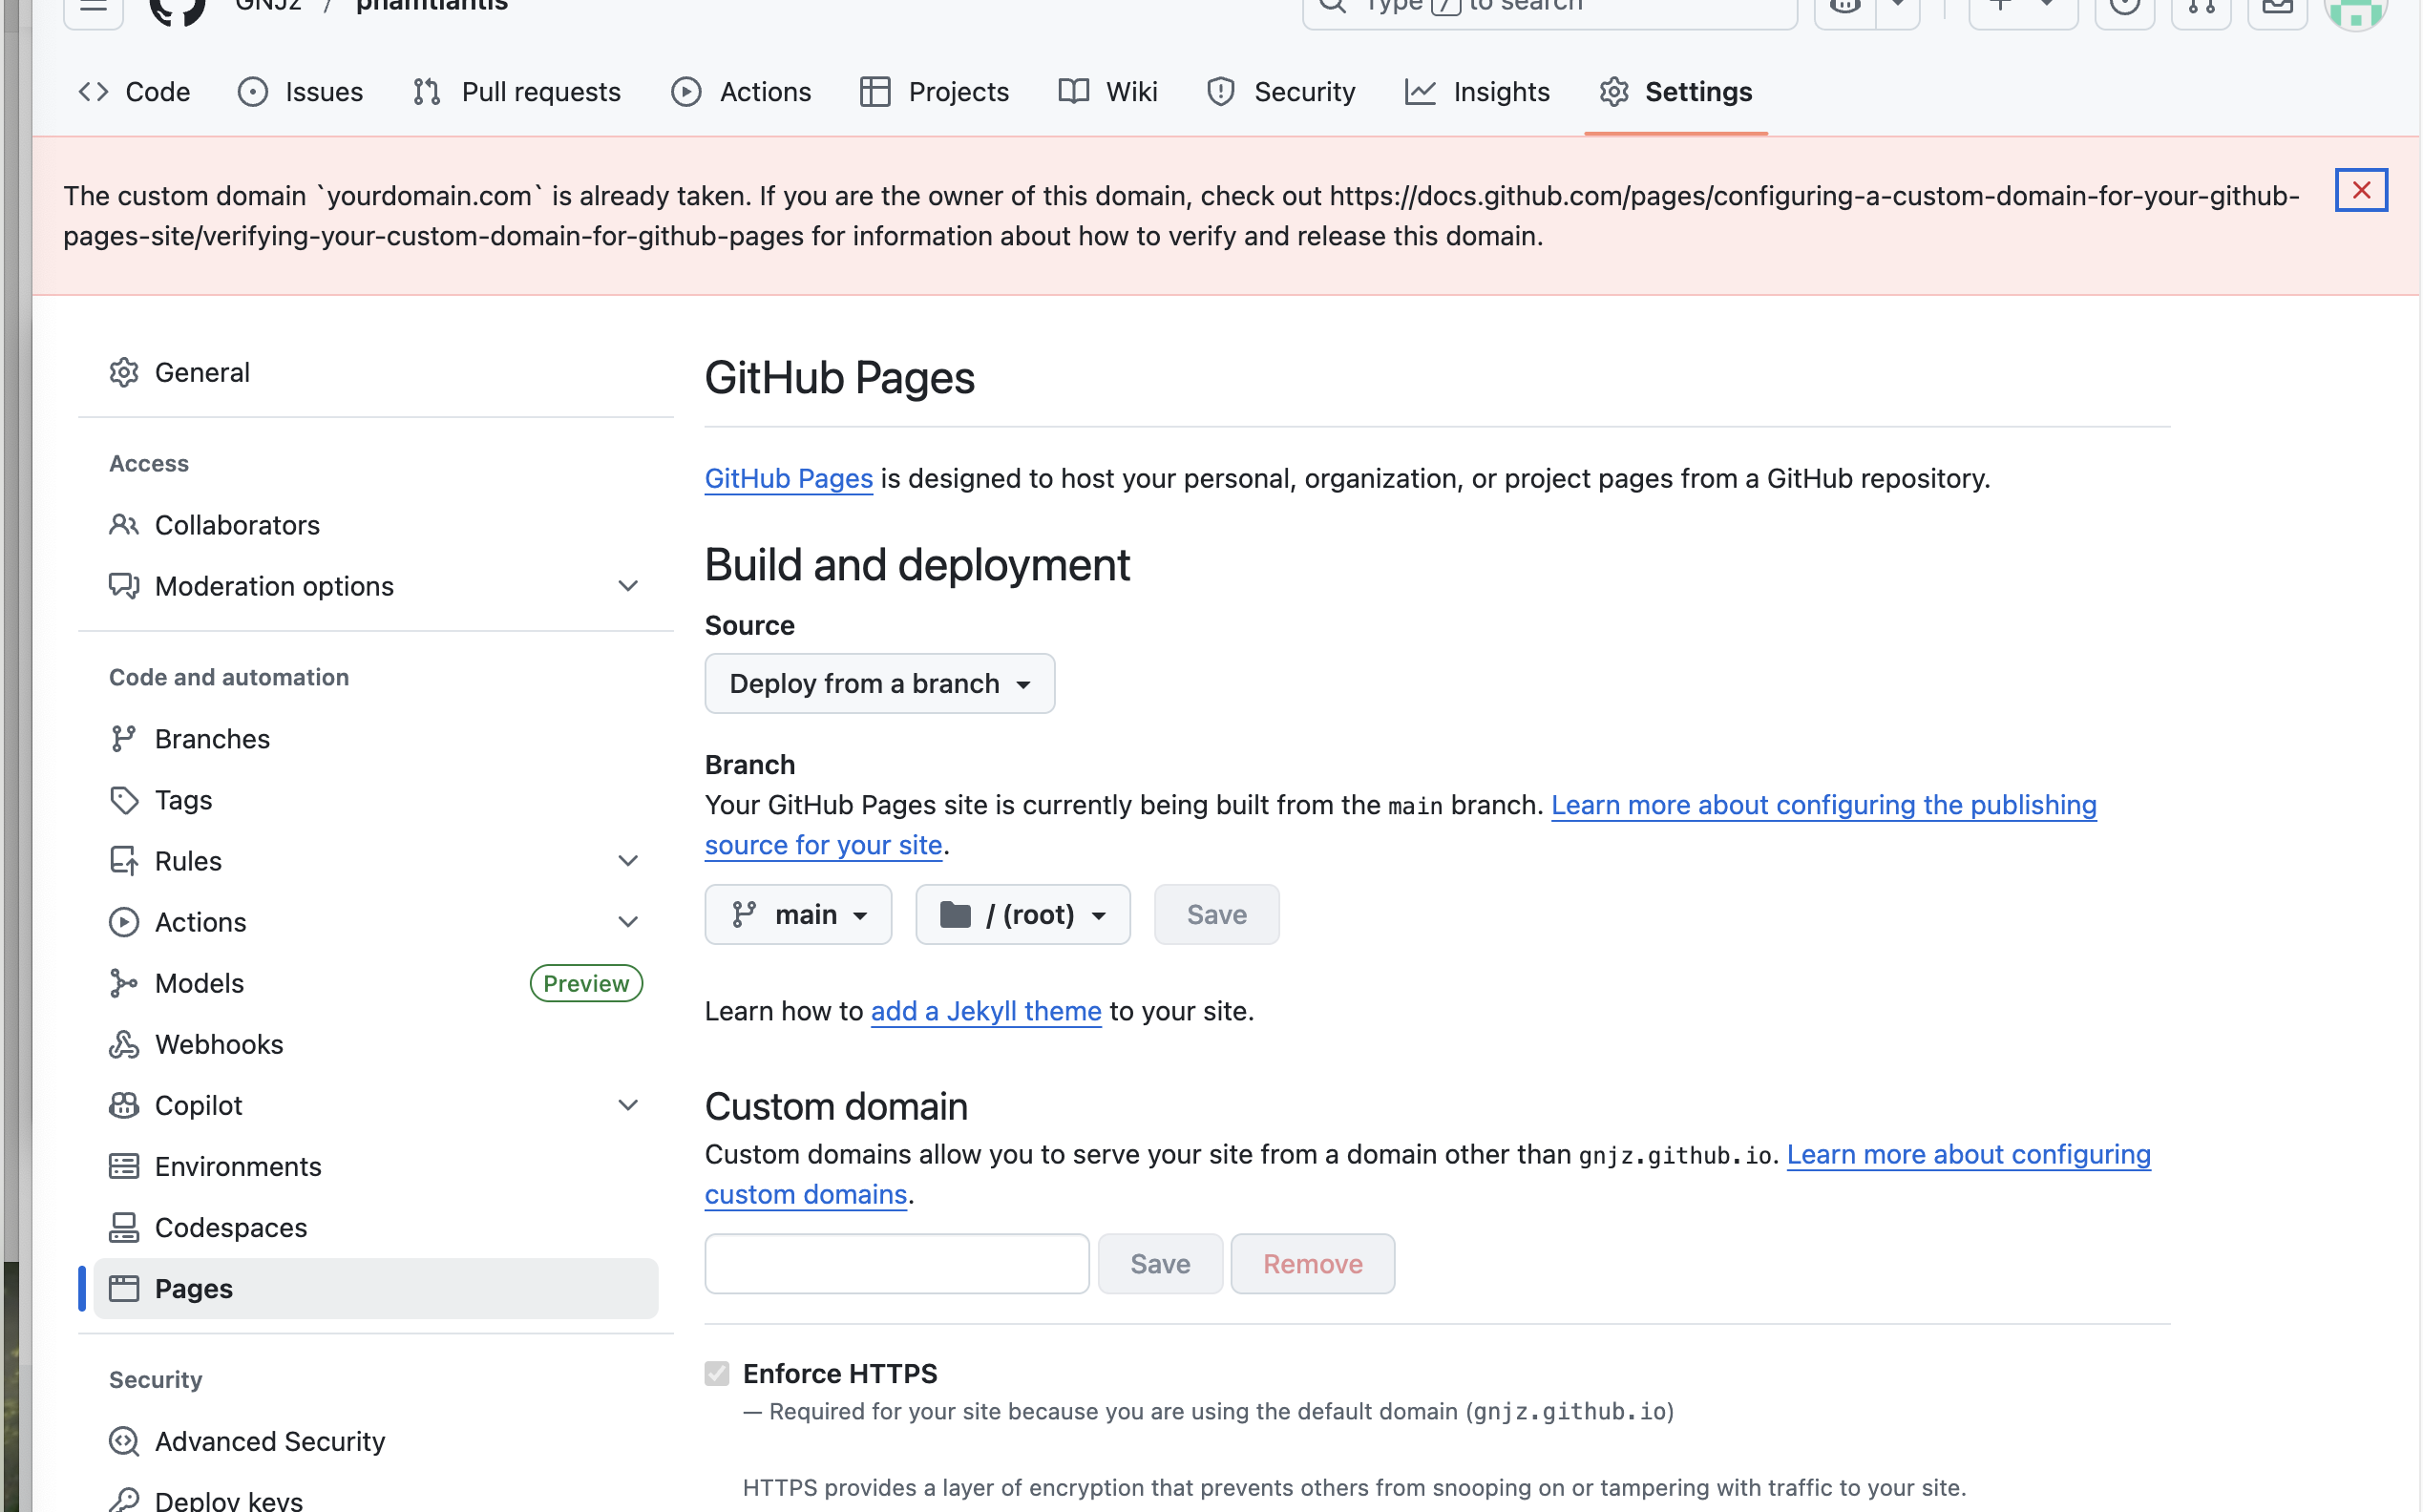 GNJz / phamtlantis
Type / to search
Code Issues Pull requests Actions Projects Wiki Security Insights Settings
The custom domain `yourdomain.com` is already taken. If you are the owner of this domain, check out https://docs.github.com/pages/configuring-a-custom-domain-for-your-github-
pages-site/verifying-your-custom-domain-for-github-pages for information about how to verify and release this domain.
General
Access
Collaborators
Moderation options
Code and automation
Branches
Tags
Rules
Actions
Models Preview
Webhooks
Copilot
Environments
Codespaces
Pages
Security
Advanced Security
Deploy keys
GitHub Pages
GitHub Pages is designed to host your personal, organization, or project pages from a GitHub repository.
Build and deployment
Source
Deploy from a branch
Branch
Your GitHub Pages site is currently being built from the main branch. Learn more about configuring the publishing
source for your site.
main / (root) Save
Learn how to add a Jekyll theme to your site.
Custom domain
Custom domains allow you to serve your site from a domain other than gnjz.github.io. Learn more about configuring
custom domains.
Save Remove
Enforce HTTPS
— Required for your site because you are using the default domain (gnjz.github.io)
HTTPS provides a layer of encryption that prevents others from snooping on or tampering with traffic to your site.